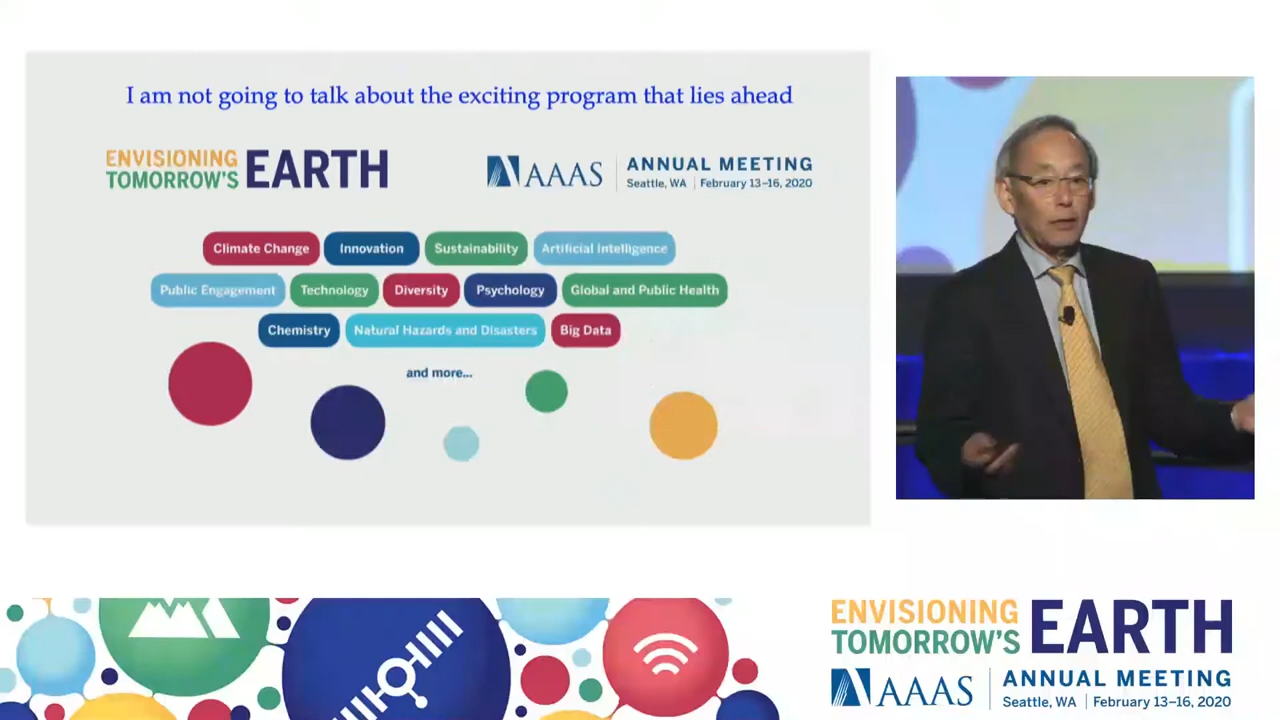 I am not going to talk about the exciting program that lies ahead
ENVISIONING
TOMORROW'S EARTH
AAAS
ANNUAL MEETING
Seattle, WA | February 13–16, 2020
Climate Change
Innovation
Sustainability
Artificial Intelligence
Public Engagement
Technology
Diversity
Psychology
Global and Public Health
Chemistry
Natural Hazards and Disasters
Big Data
and more...
ENVISIONING
TOMORROW'S EARTH
AAAS
ANNUAL MEETING
Seattle, WA | February 13–16, 2020